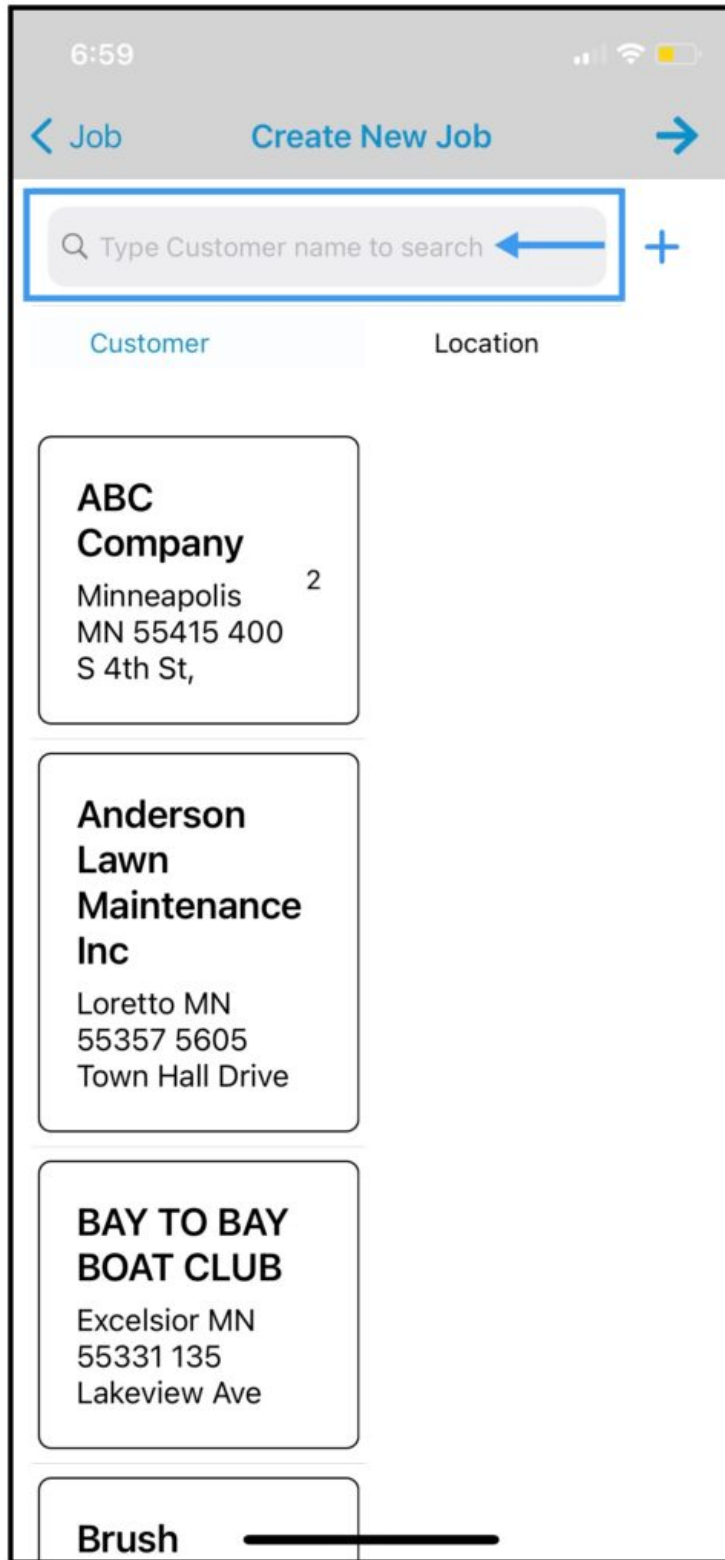 6:59
Job Create New Job
Type Customer name to search
Customer Location
ABC
Company
Minneapolis 2
MN 55415 400
S 4th St,
Anderson
Lawn
Maintenance
Inc
Loretto MN
55357 5605
Town Hall Drive
BAY TO BAY
BOAT CLUB
Excelsior MN
55331 135
Lakeview Ave
Brush